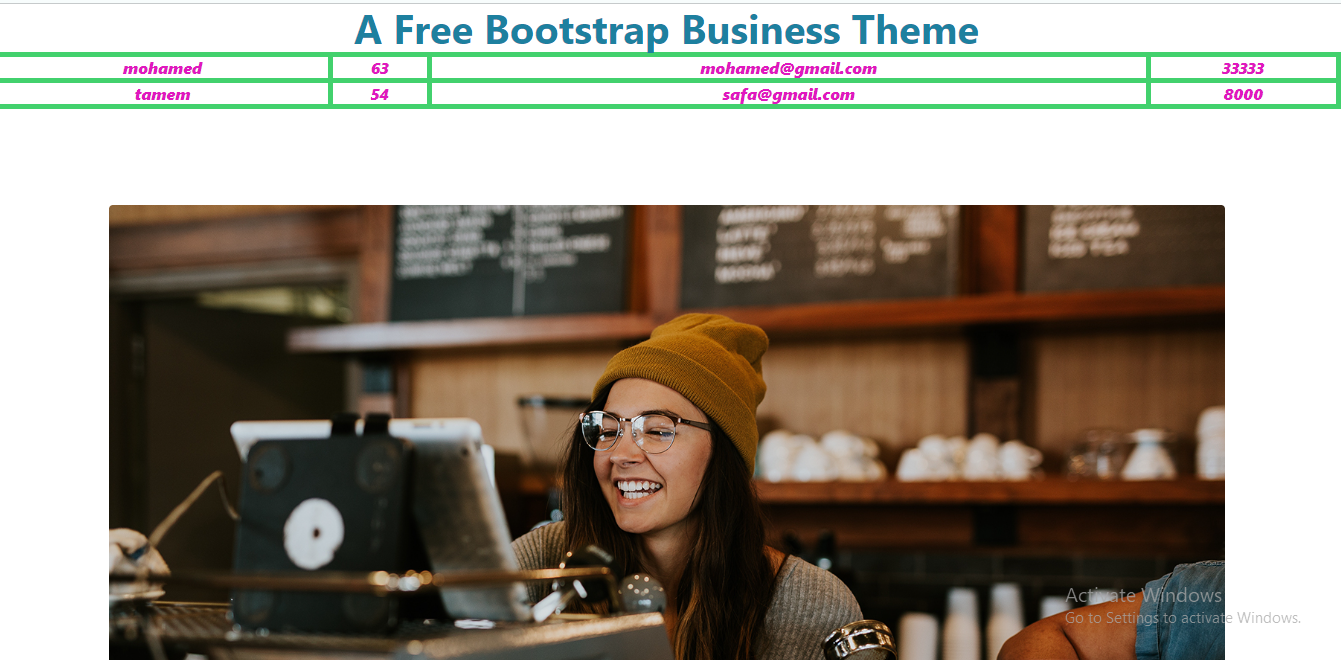 A Free Bootstrap Business Theme
mohamed 63 mohamed@gmail.com 33333
tamem 54 safa@gmail.com 8000
Activate Windows
Go to Settings to activate Windows.